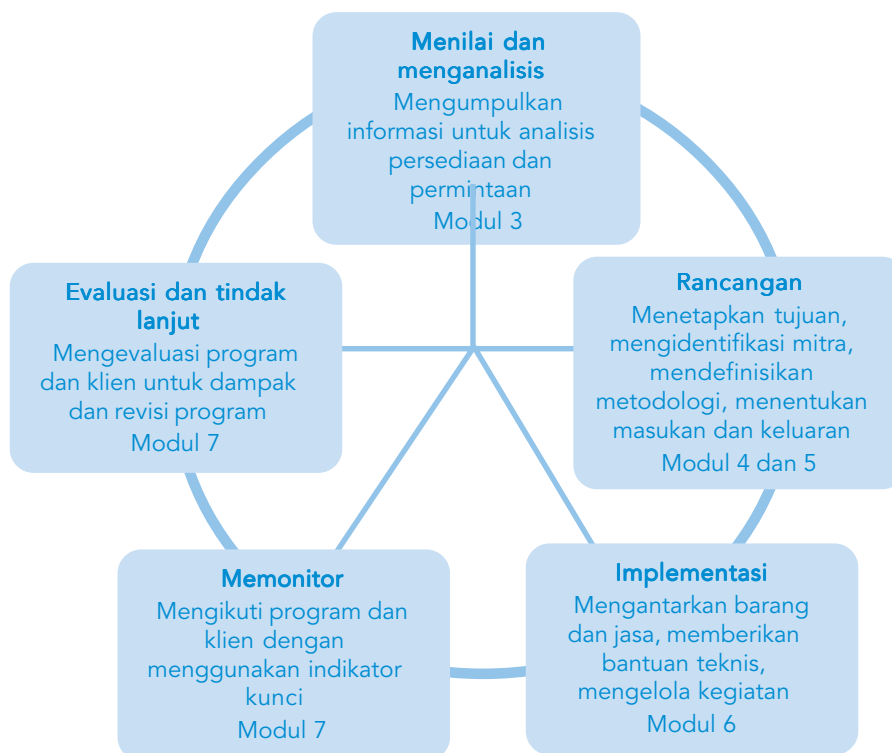 Menilai dan
menganalisis
Mengumpulkan
informasi untuk analisis
persediaan dan
permintaan
Modul 3
Rancangan
Menetapkan tujuan,
mengidentifikasi mitra,
mendefinisikan
metodologi, menentukan
masukan dan keluaran
Modul 4 dan 5
Implementasi
Mengantarkan barang
dan jasa, memberikan
bantuan teknis,
mengelola kegiatan
Modul 6
Memonitor
Mengikuti program dan
klien dengan
menggunakan indikator
kunci
Modul 7
Evaluasi dan tindak
lanjut
Mengevaluasi program
dan klien untuk dampak
dan revisi program
Modul 7